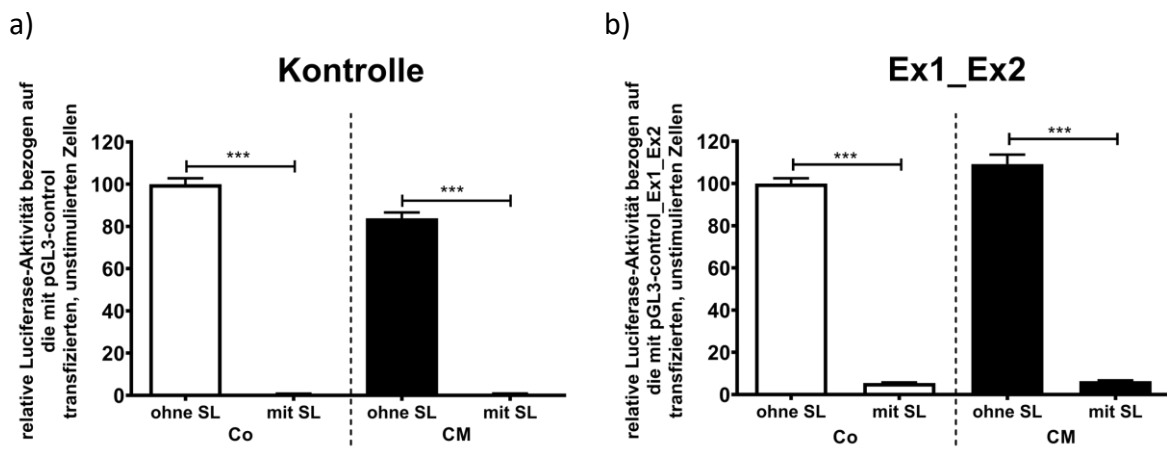 a)
Kontrolle
relative Luciferase-Aktivität bezogen auf
die mit pGL3-control
transfizierten, unstimulierten Zellen
120
100
80
60
40
20
0
***
***
ohne SL mit SL ohne SL mit SL
Co CM
b)
Ex1_Ex2
relative Luciferase-Aktivität bezogen auf
die mit pGL3-control_Ex1_Ex2
transfizierten, unstimulierten Zellen
120
100
80
60
40
20
0
***
***
ohne SL mit SL ohne SL mit SL
Co CM